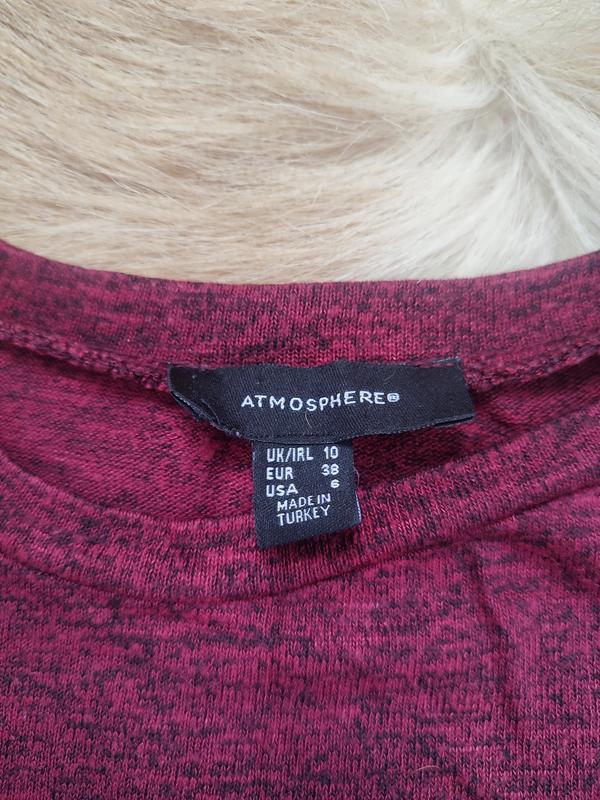 ATMOSPHERE®
UK/IRL 10
EUR 38
USA 6
MADE IN
TURKEY